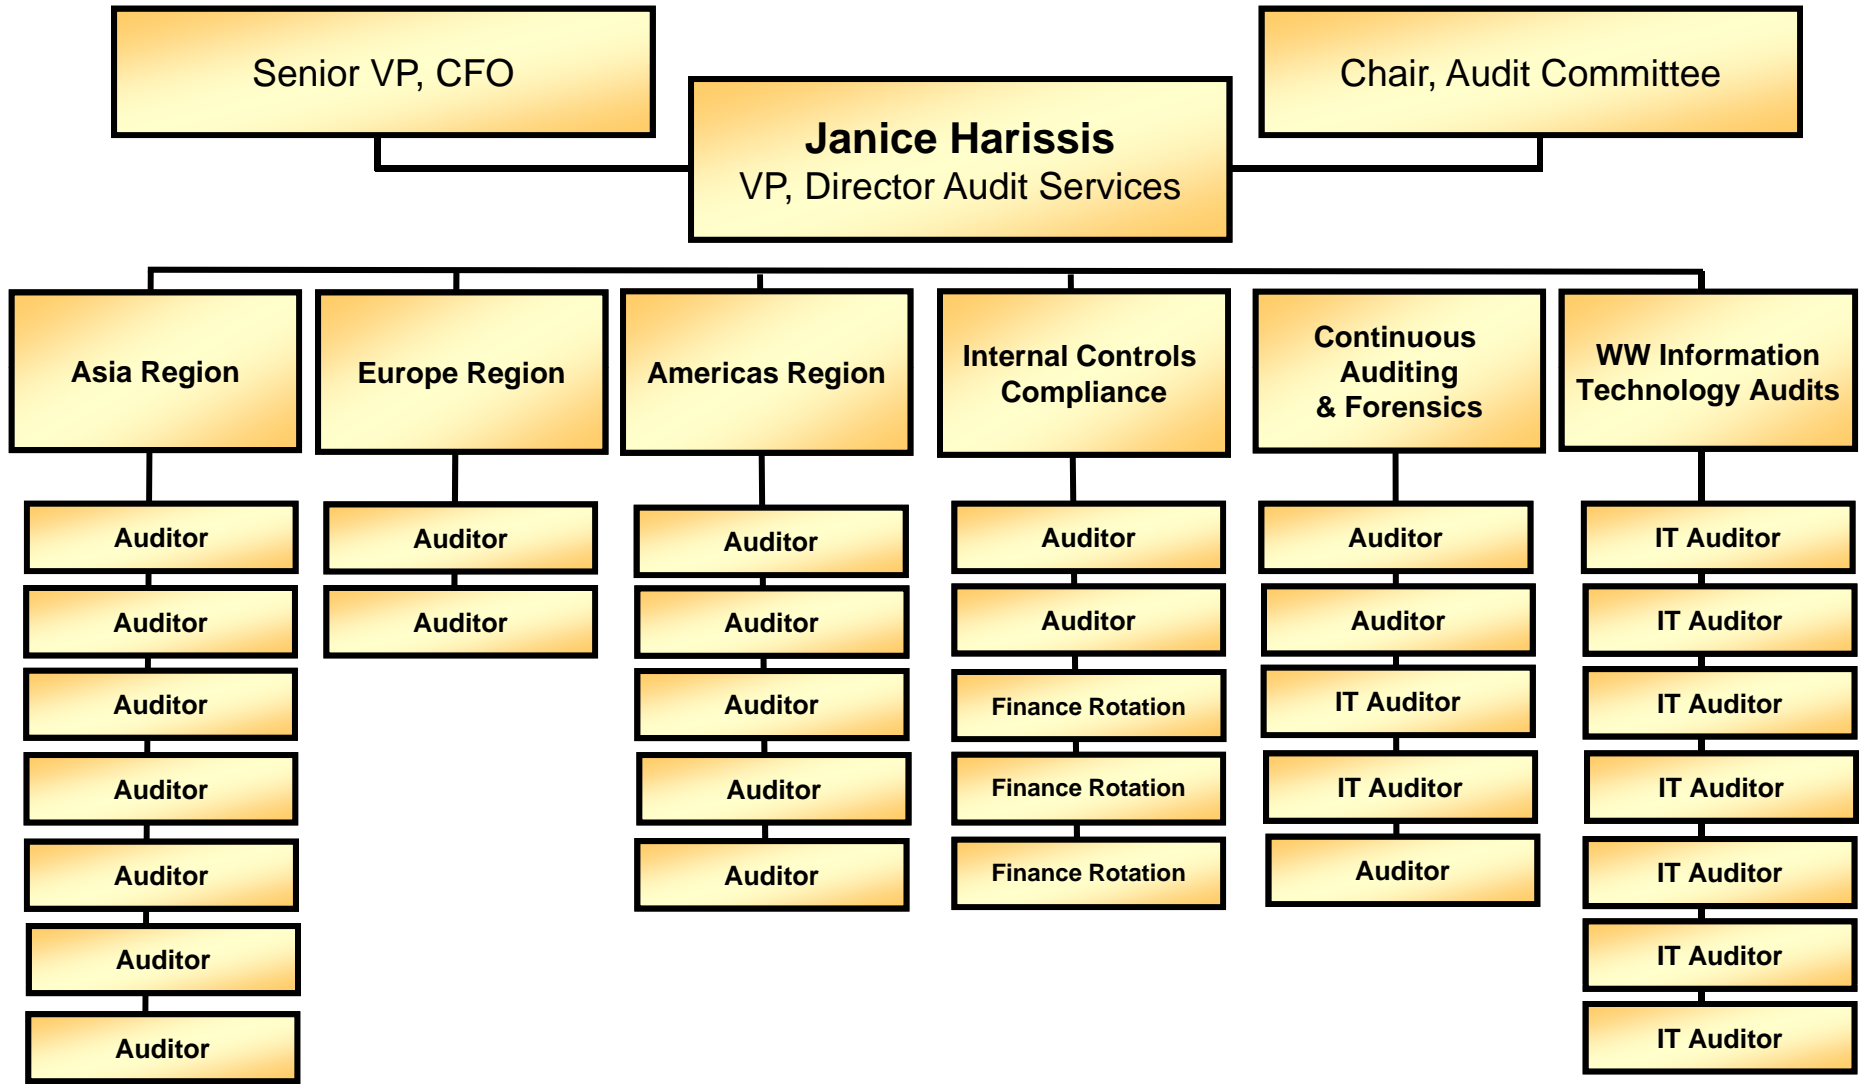 Senior VP, CFO
Chair, Audit Committee
Janice Harissis
VP, Director Audit Services
Asia Region
Auditor
Auditor
Auditor
Auditor
Auditor
Auditor
Auditor
Europe Region
Auditor
Auditor
Americas Region
Auditor
Auditor
Auditor
Auditor
Auditor
Internal Controls
Compliance
Auditor
Auditor
Finance Rotation
Finance Rotation
Finance Rotation
Continuous
Auditing
& Forensics
Auditor
Auditor
IT Auditor
IT Auditor
Auditor
WW Information
Technology Audits
IT Auditor
IT Auditor
IT Auditor
IT Auditor
IT Auditor
IT Auditor
IT Auditor